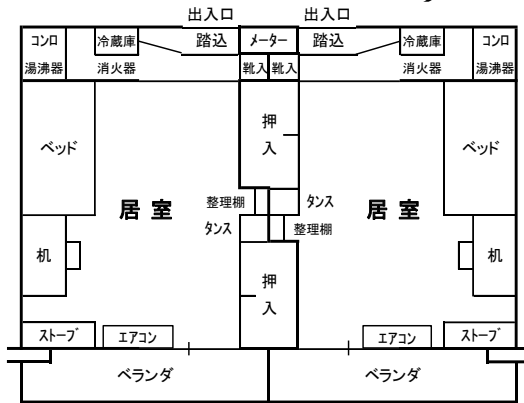 出入口 出入口
コンロ 冷蔵庫 踏込 メーター 踏込 冷蔵庫 コンロ
湯沸器 消火器 靴入 靴入 消火器 湯沸器
押
入
ベッド ベッド
整理棚 タンス
居室 居室
タンス 整理棚
机 机
押
入
ストーブ エアコン エアコン ストーブ
ベランダ ベランダ